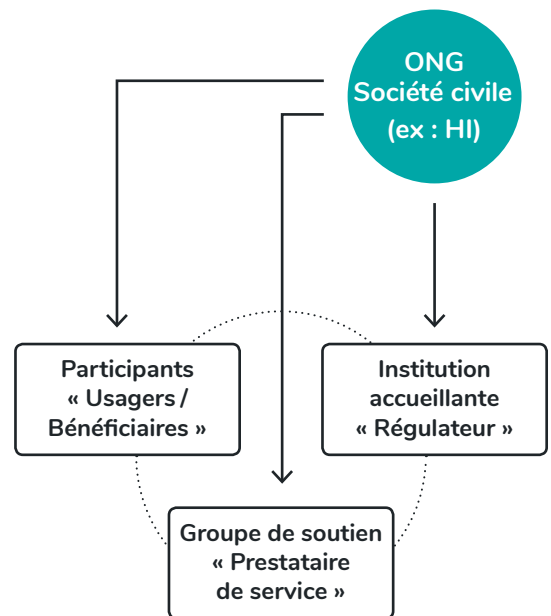 ONG
Société civile
(ex : HI)
Participants
« Usagers /
Bénéficiaires »
Institution
accueillante
« Régulateur »
Groupe de soutien
« Prestataire
de service »